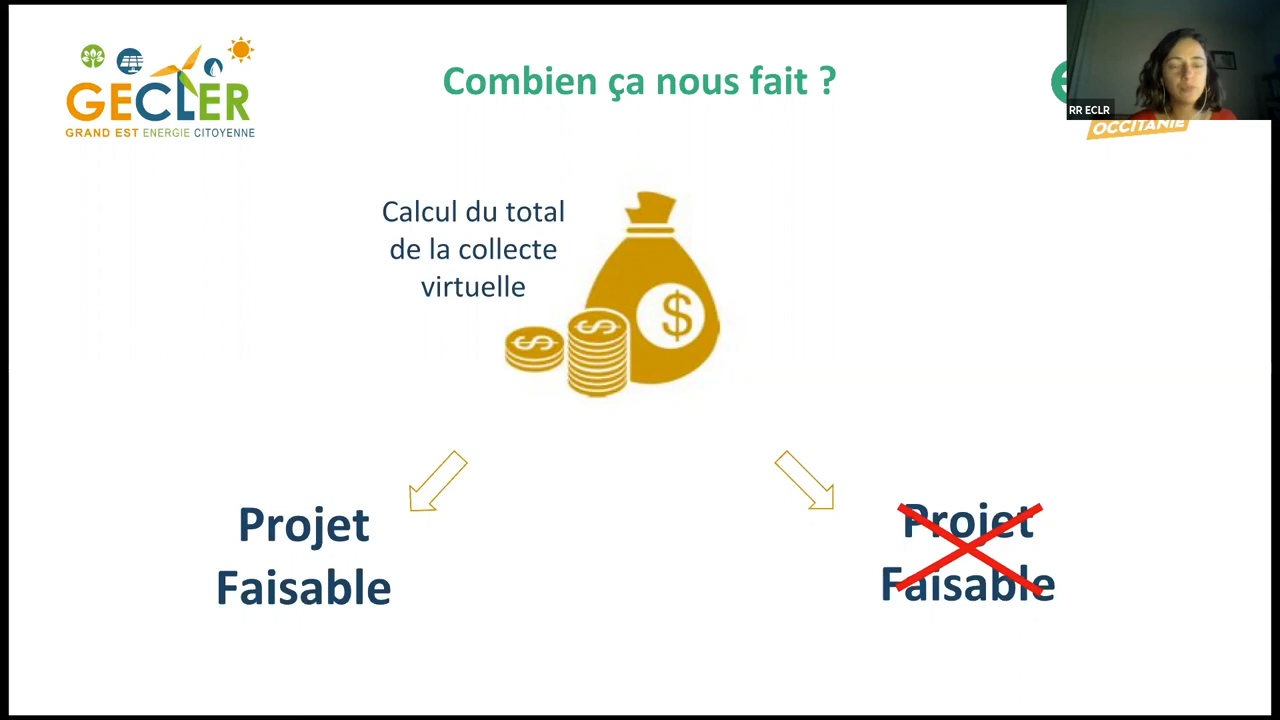 GECLER
GRAND EST ENERGIE CITOYENNE
Combien ça nous fait ?
RR ECLR
OCCITANIE
Calcul du total
de la collecte
virtuelle
$
$
$
Projet
Faisable
Projet
Faisable